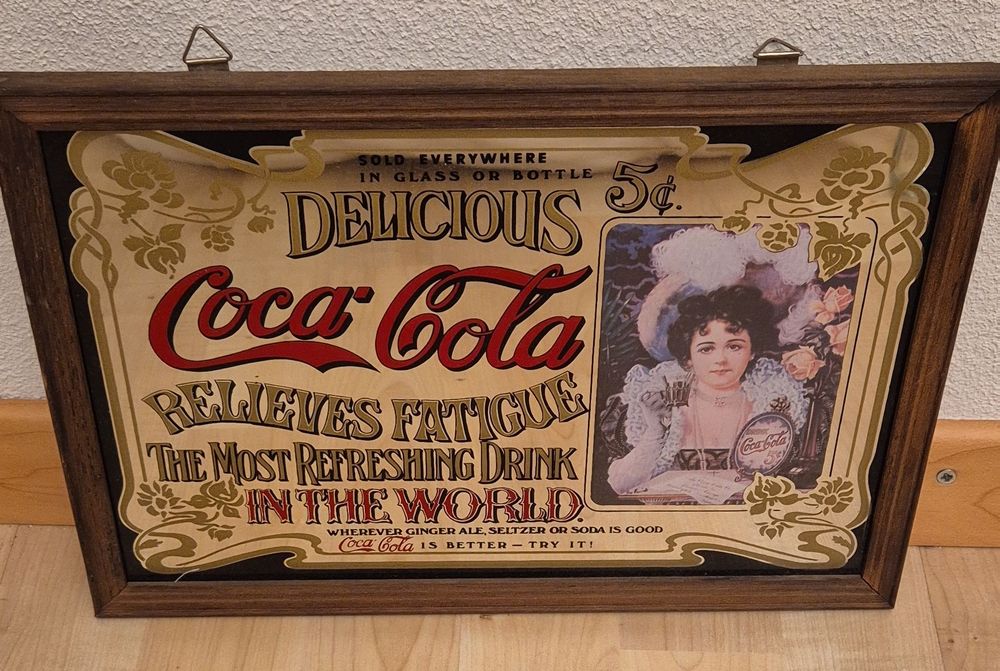 SOLD EVERYWHERE
IN GLASS OR BOTTLE
5¢.
DELICIOUS
Coca-Cola
RELIEVES FATIGUE
THE MOST REFRESHING DRINK
IN THE WORLD.
WHEREVER GINGER ALE, SELTZER OR SODA IS GOOD
Coca-Cola IS BETTER – TRY IT!
Coca-Cola
5¢